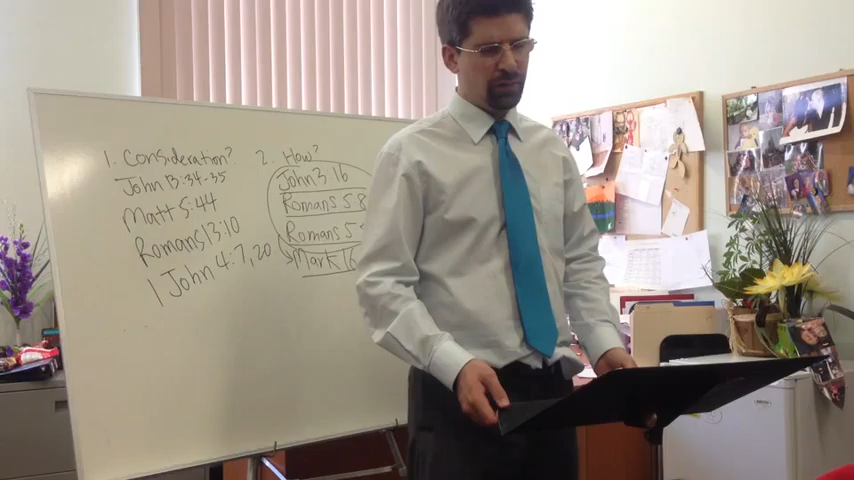 1. Consideration?
John 13:34-35
Matt 5:44
Romans 13:10
1 John 4:7,20
2. How?
John 3 16
Romans 5 8
Romans 5
Mark 16